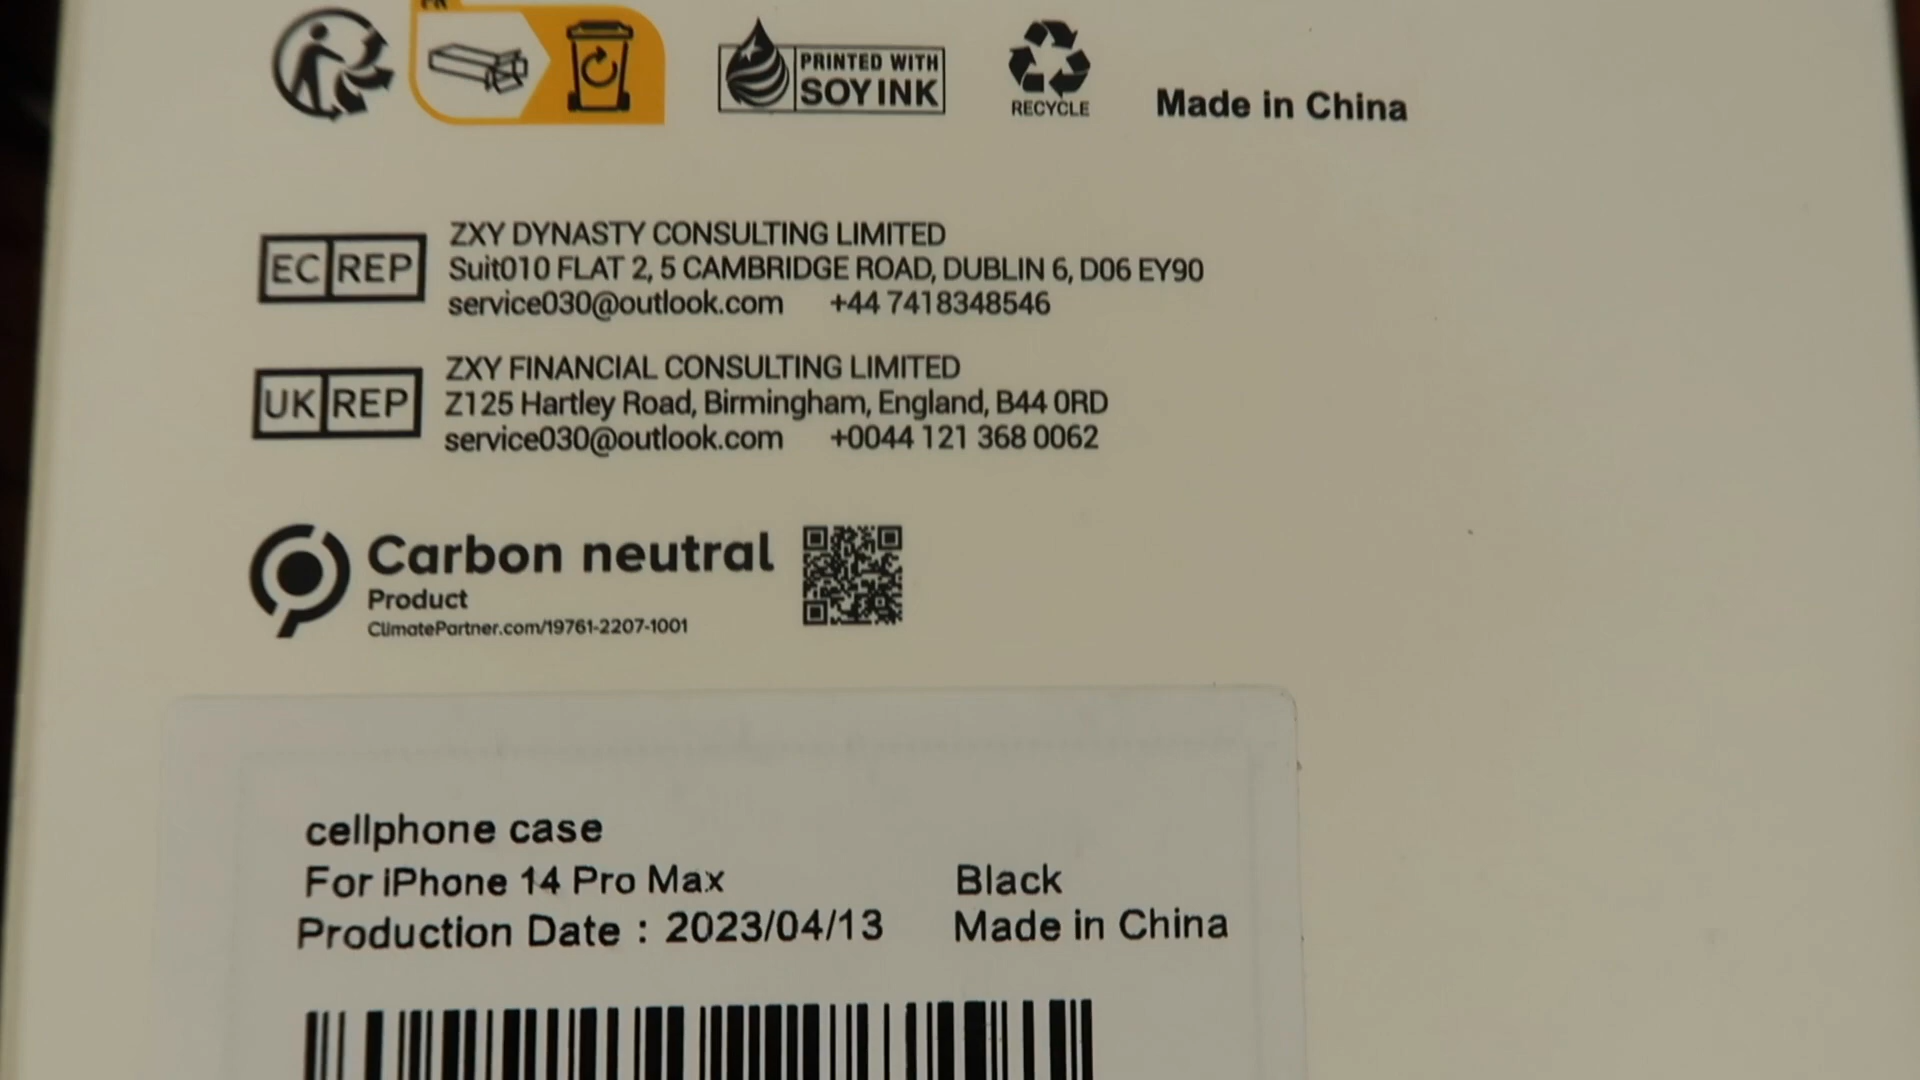 FR
PRINTED WITH
SOY INK
RECYCLE
Made in China
EC REP
ZXY DYNASTY CONSULTING LIMITED
Suit010 FLAT 2, 5 CAMBRIDGE ROAD, DUBLIN 6, D06 EY90
service030@outlook.com +44 7418348546
UK REP
ZXY FINANCIAL CONSULTING LIMITED
Z125 Hartley Road, Birmingham, England, B44 0RD
service030@outlook.com +0044 121 368 0062
Carbon neutral
Product
ClimatePartner.com/19761-2207-1001
cellphone case
For iPhone 14 Pro Max Black
Production Date : 2023/04/13 Made in China